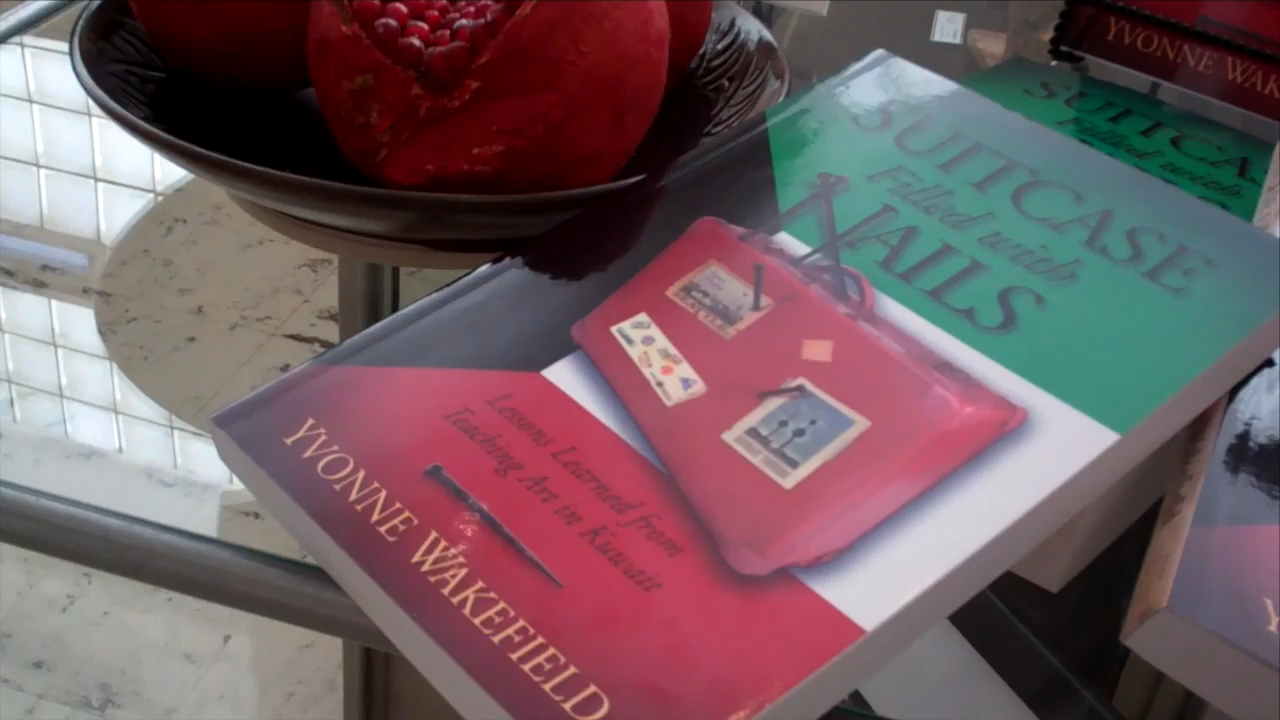 SUITCASE
Filled with
NAILS
Lessons Learned from
Teaching Art in Kuwait
YVONNE WAKEFIELD
YVONNE WAK
SUITCA
Filled with
Y